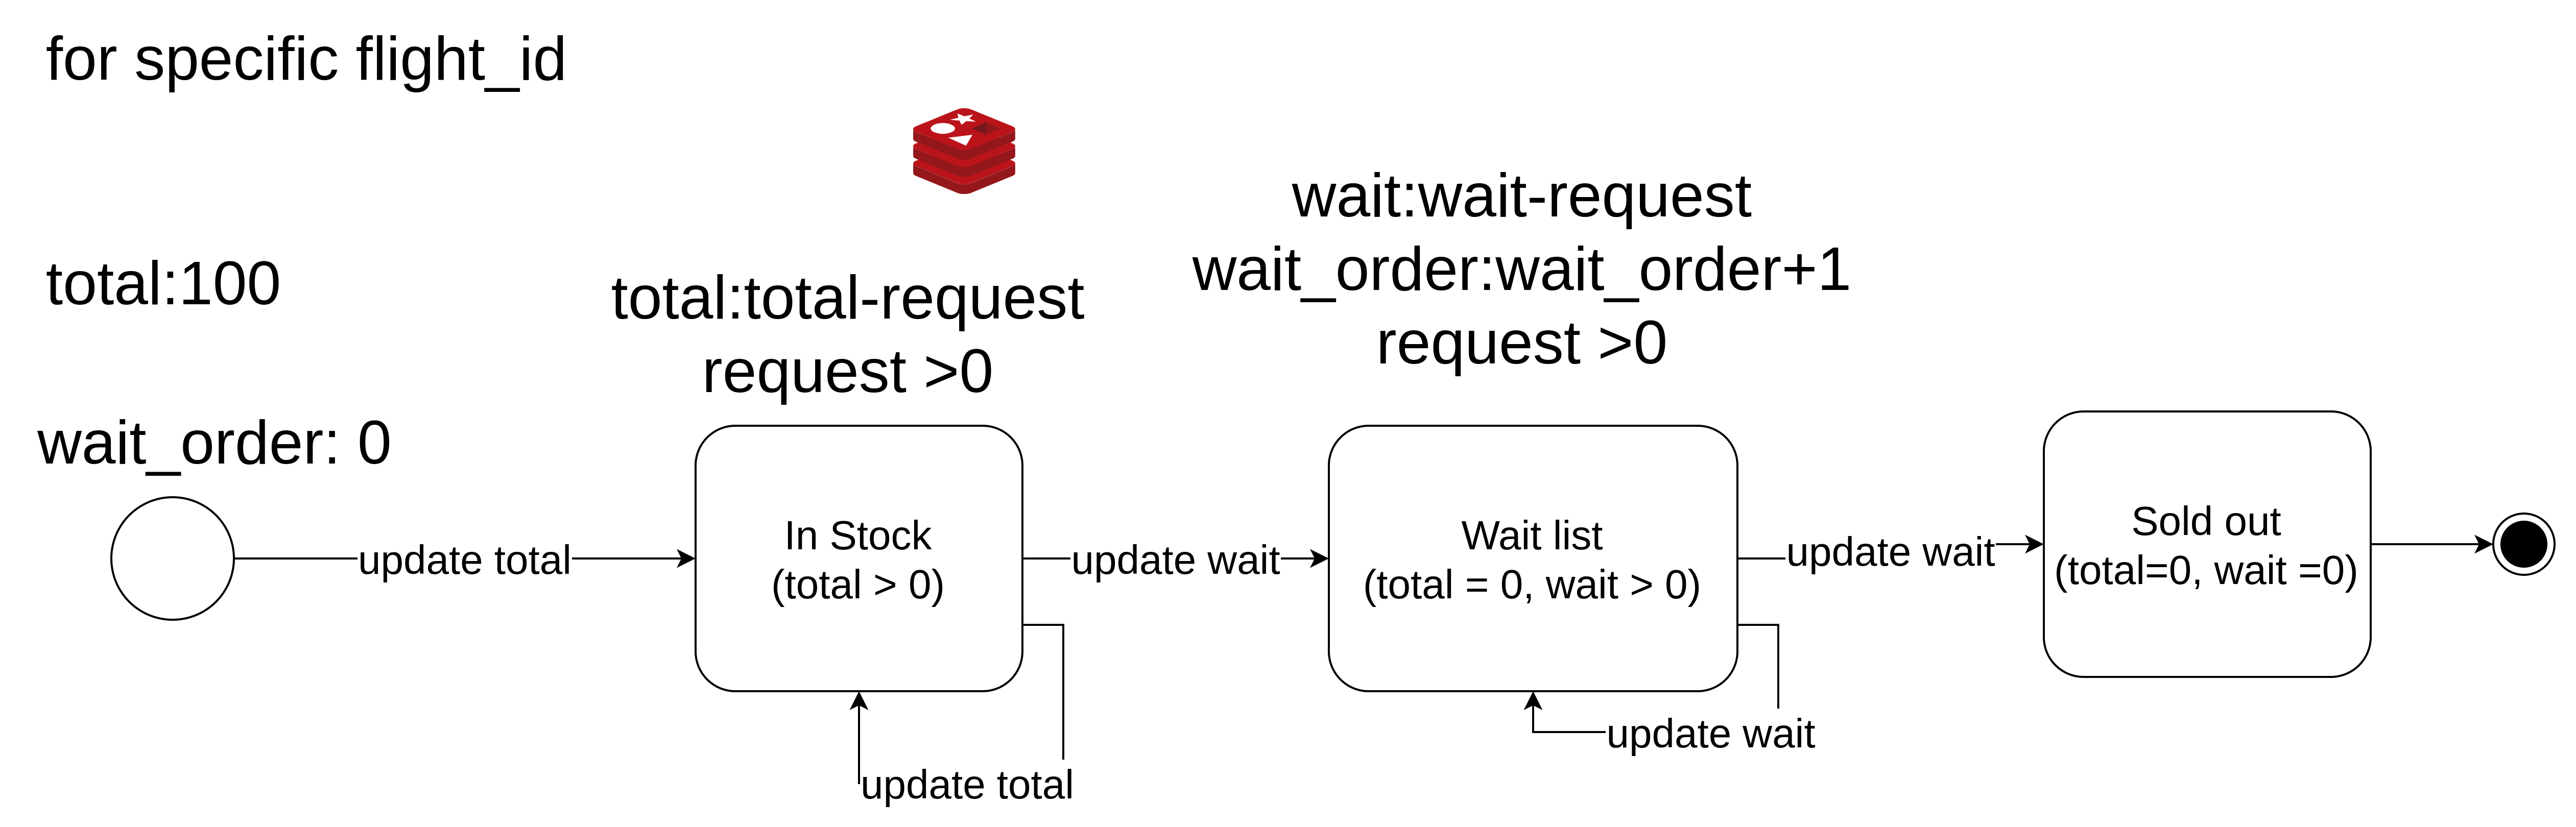 for specific flight_id
total:100
wait_order: 0
total:total-request
request >0
wait:wait-request
wait_order:wait_order+1
request >0
update total
In Stock
(total > 0)
update total
update wait
Wait list
(total = 0, wait > 0)
update wait
update wait
Sold out
(total=0, wait =0)